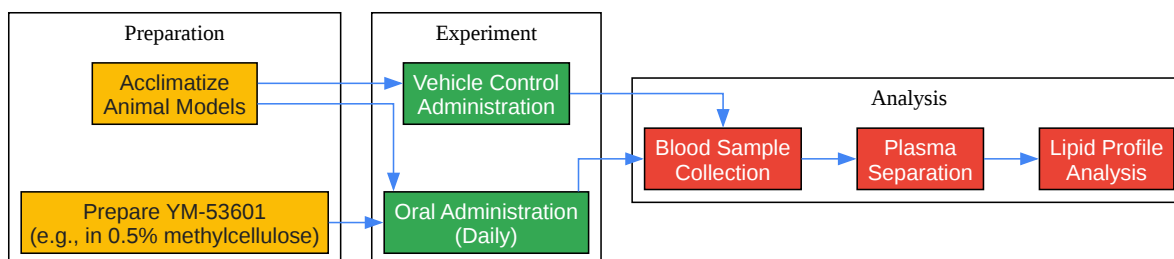 Preparation
Acclimatize
Animal Models
Prepare YM-53601
(e.g., in 0.5% methylcellulose)
Experiment
Vehicle Control
Administration
Oral Administration
(Daily)
Analysis
Blood Sample
Collection
Plasma
Separation
Lipid Profile
Analysis